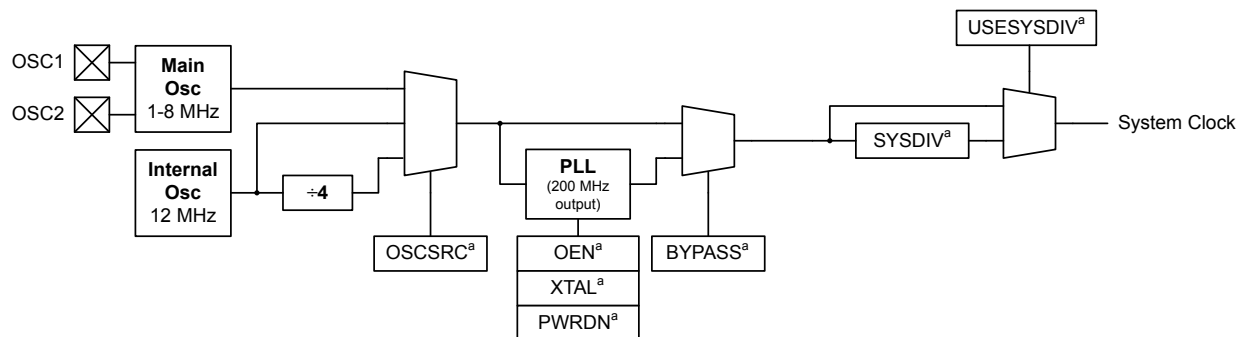 USESYSDIVᵃ
OSC1
OSC2
Main
Osc
1-8 MHz
System Clock
SYSDIVᵃ
Internal
Osc
12 MHz
÷4
PLL
(200 MHz
output)
OSCSRCᵃ
OENᵃ
BYPASSᵃ
XTALᵃ
PWRDNᵃ